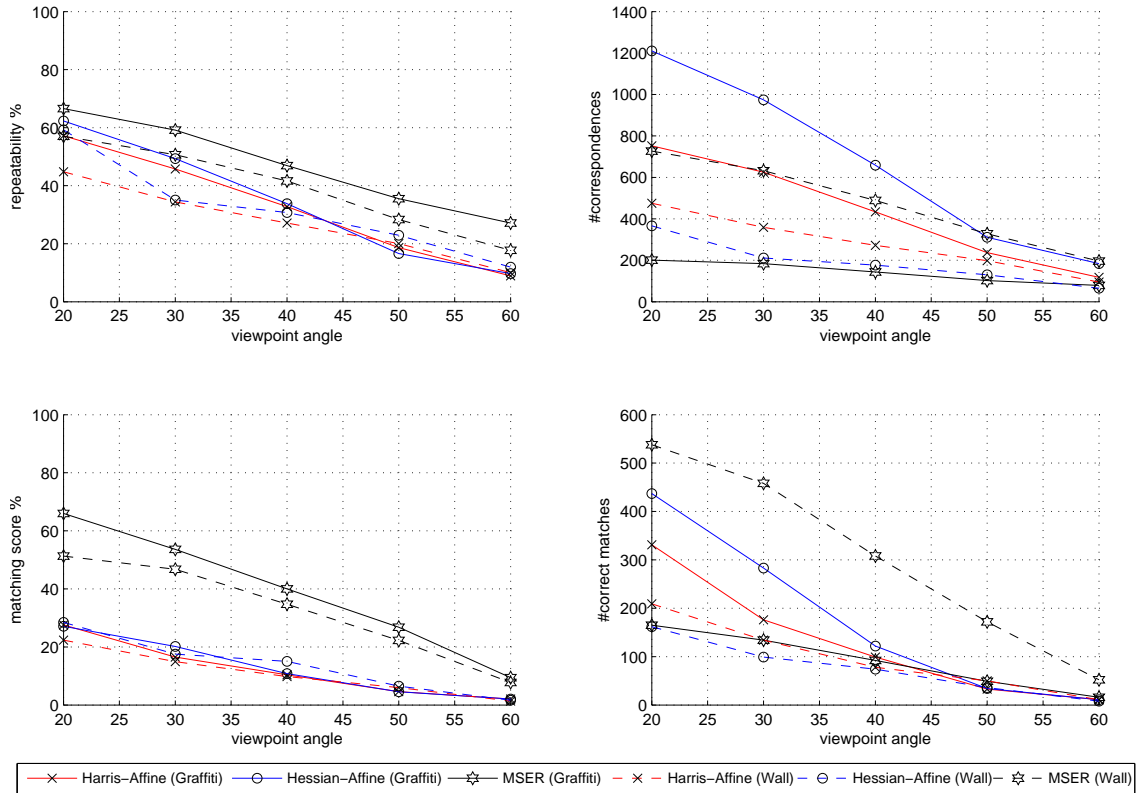 100
80
60
40
20
0
repeatability %
20 25 30 35 40 45 50 55 60
viewpoint angle
1400
1200
1000
800
600
400
200
0
#correspondences
20 25 30 35 40 45 50 55 60
viewpoint angle
100
80
60
40
20
0
matching score %
20 25 30 35 40 45 50 55 60
viewpoint angle
600
500
400
300
200
100
0
#correct matches
20 25 30 35 40 45 50 55 60
viewpoint angle
Harris−Affine (Graffiti) Hessian−Affine (Graffiti) MSER (Graffiti) Harris−Affine (Wall) Hessian−Affine (Wall) MSER (Wall)